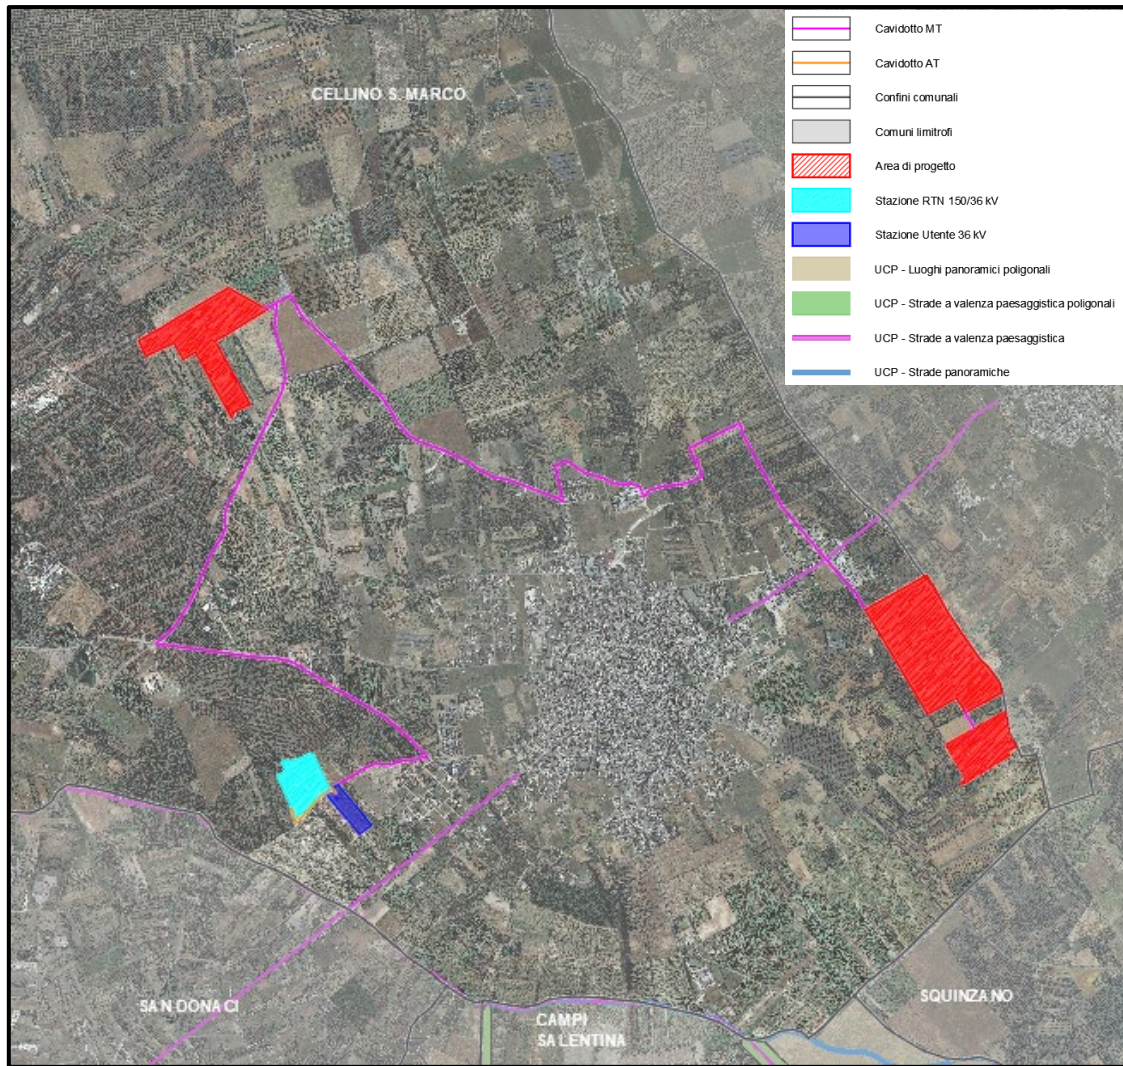 CELLINO S. MARCO
Cavidotto MT
Cavidotto AT
Confini comunali
Comuni limitrofi
Area di progetto
Stazione RTN 150/36 kV
Stazione Utente 36 kV
UCP - Luoghi panoramici poligonali
UCP - Strade a valenza paesaggistica poligonali
UCP - Strade a valenza paesaggistica
UCP - Strade panoramiche
SAN DONACI
CAMPI
SALENTINA
SQUINZANO